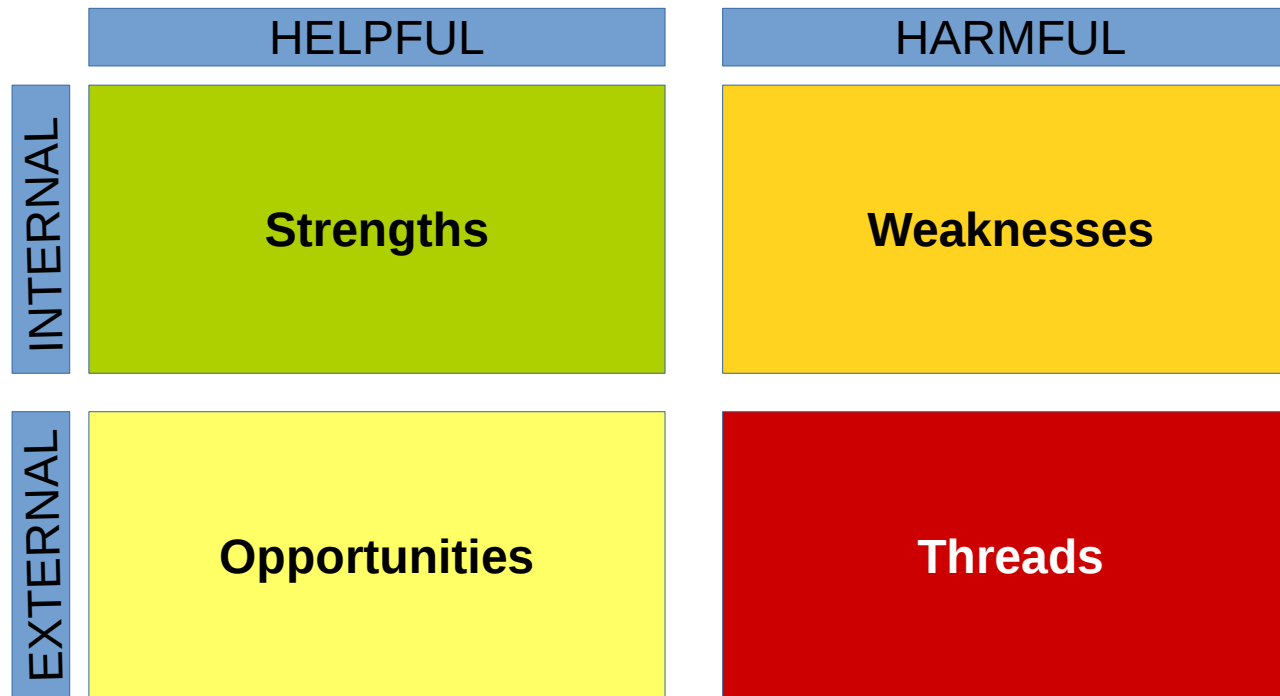 HELPFUL
HARMFUL
INTERNAL
Strengths
Weaknesses
EXTERNAL
Opportunities
Threads